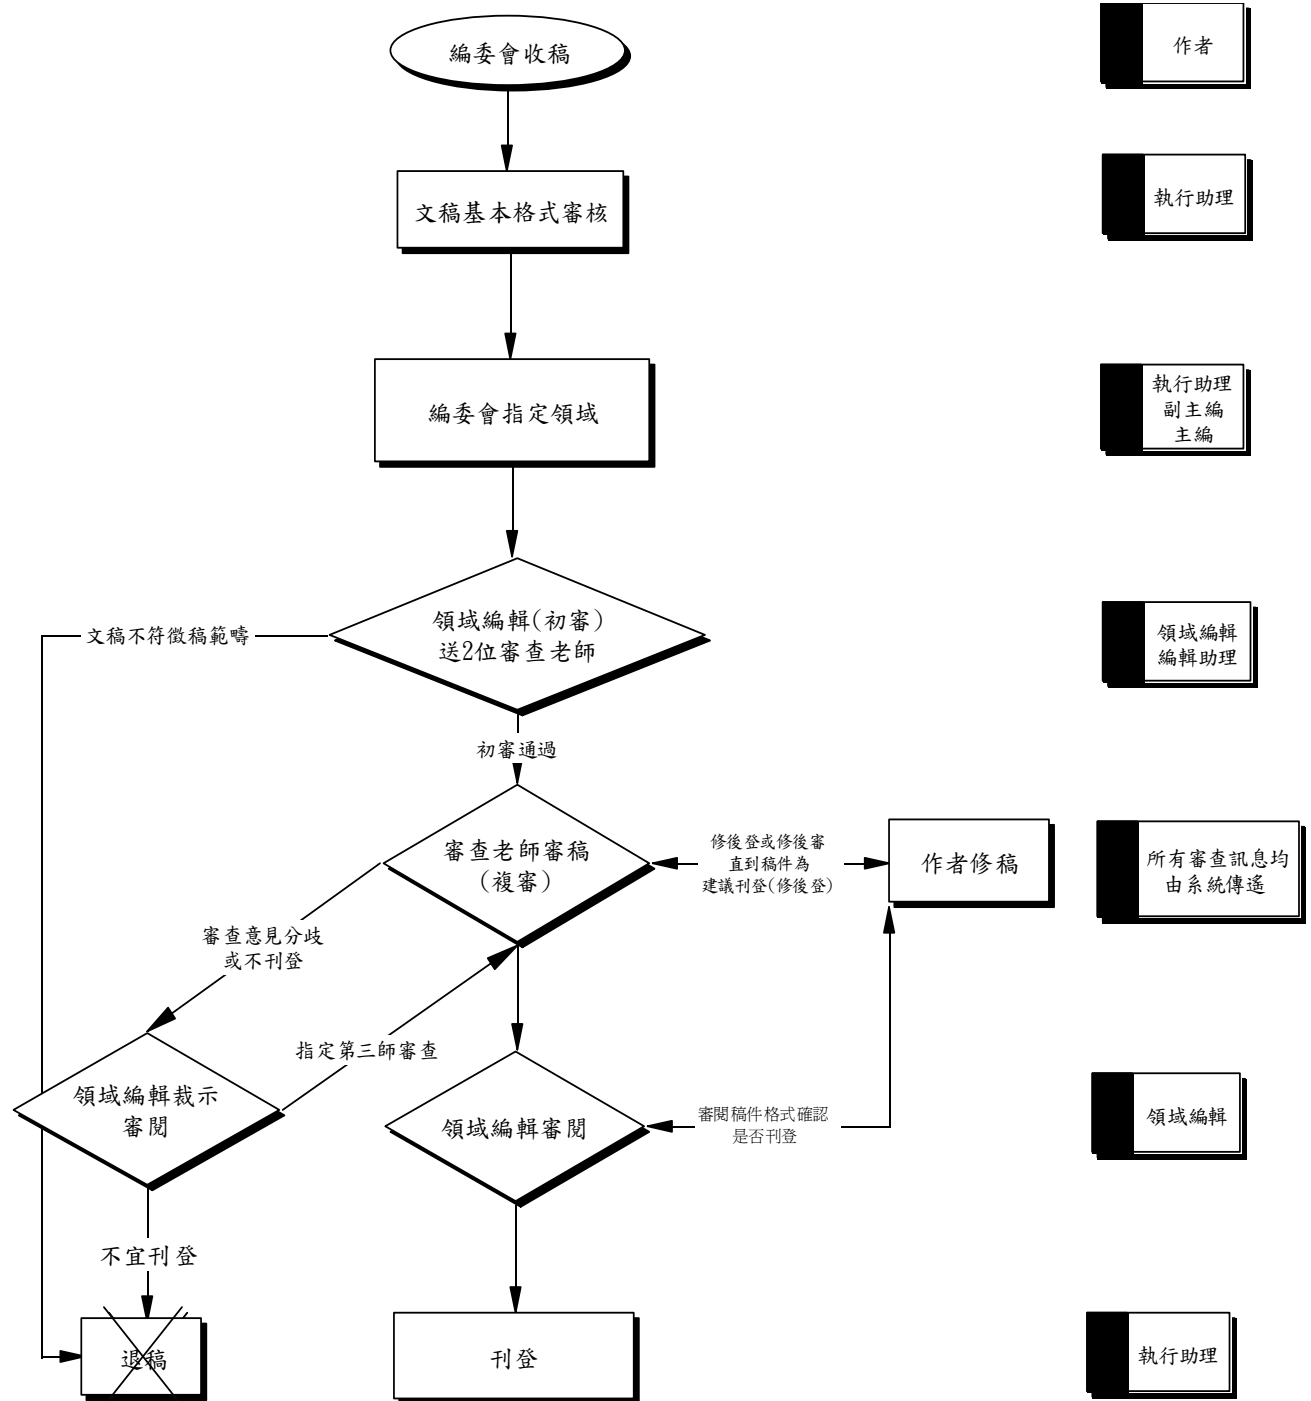 編委會收稿
作者
文稿基本格式審核
執行助理
編委會指定領域
執行助理
副主編
主編
領域編輯(初審)
送2位審查老師
文稿不符徵稿範疇
領域編輯
編輯助理
初審通過
審查老師審稿
(複審)
修後登或修後審
直到稿件為
建議刊登(修後登)
作者修稿
所有審查訊息均
由系統傳遙
審查意見分歧
或不刊登
指定第三師審查
領域編輯裁示
審閱
領域編輯審閱
審閱稿件格式確認
是否刊登
領域編輯
不宜刊登
退稿
刊登
執行助理